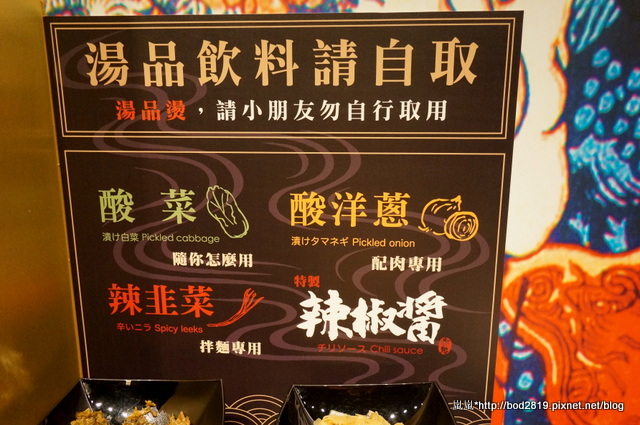 湯品飲料請自取
湯品燙，請小朋友勿自行取用
酸菜
漬け白菜 Pickled cabbage
隨你怎麼用
酸洋蔥
漬けタマネギ Pickled onion
配肉專用
辣韭菜
辛いニラ Spicy leeks
拌麵專用
特製
辣椒醬
チリソース Chili sauce
嵐嵐*http://bod2819.pixnet.net/blog